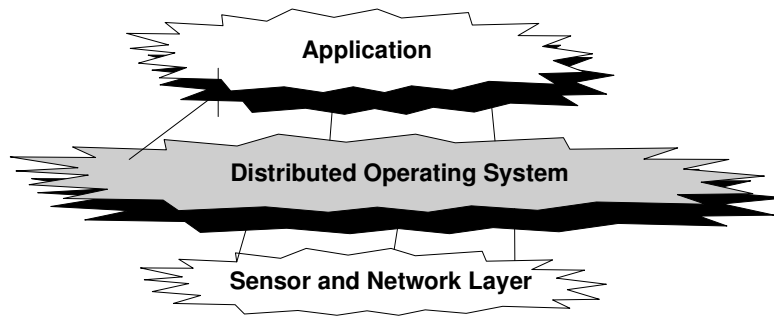 Application
Distributed Operating System
Sensor and Network Layer